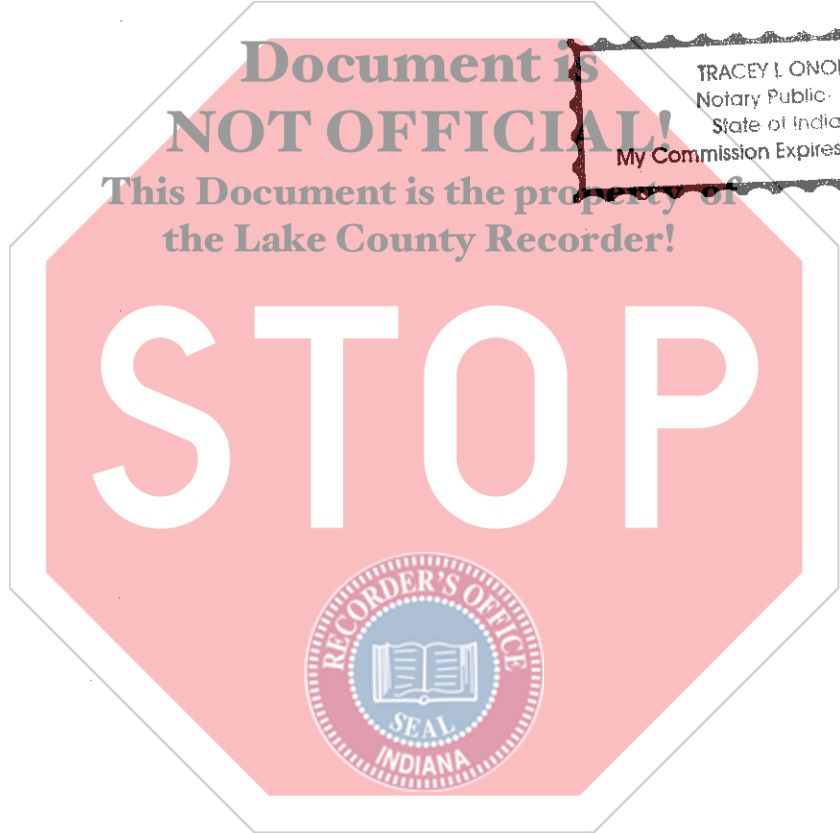 Document is
NOT OFFICIAL!
This Document is the property of
the Lake County Recorder!
TRACEY L
Notary Public-
State of
My Commission Expires
STOP
RECORDER'S OFFICE
SEAL
INDIANA